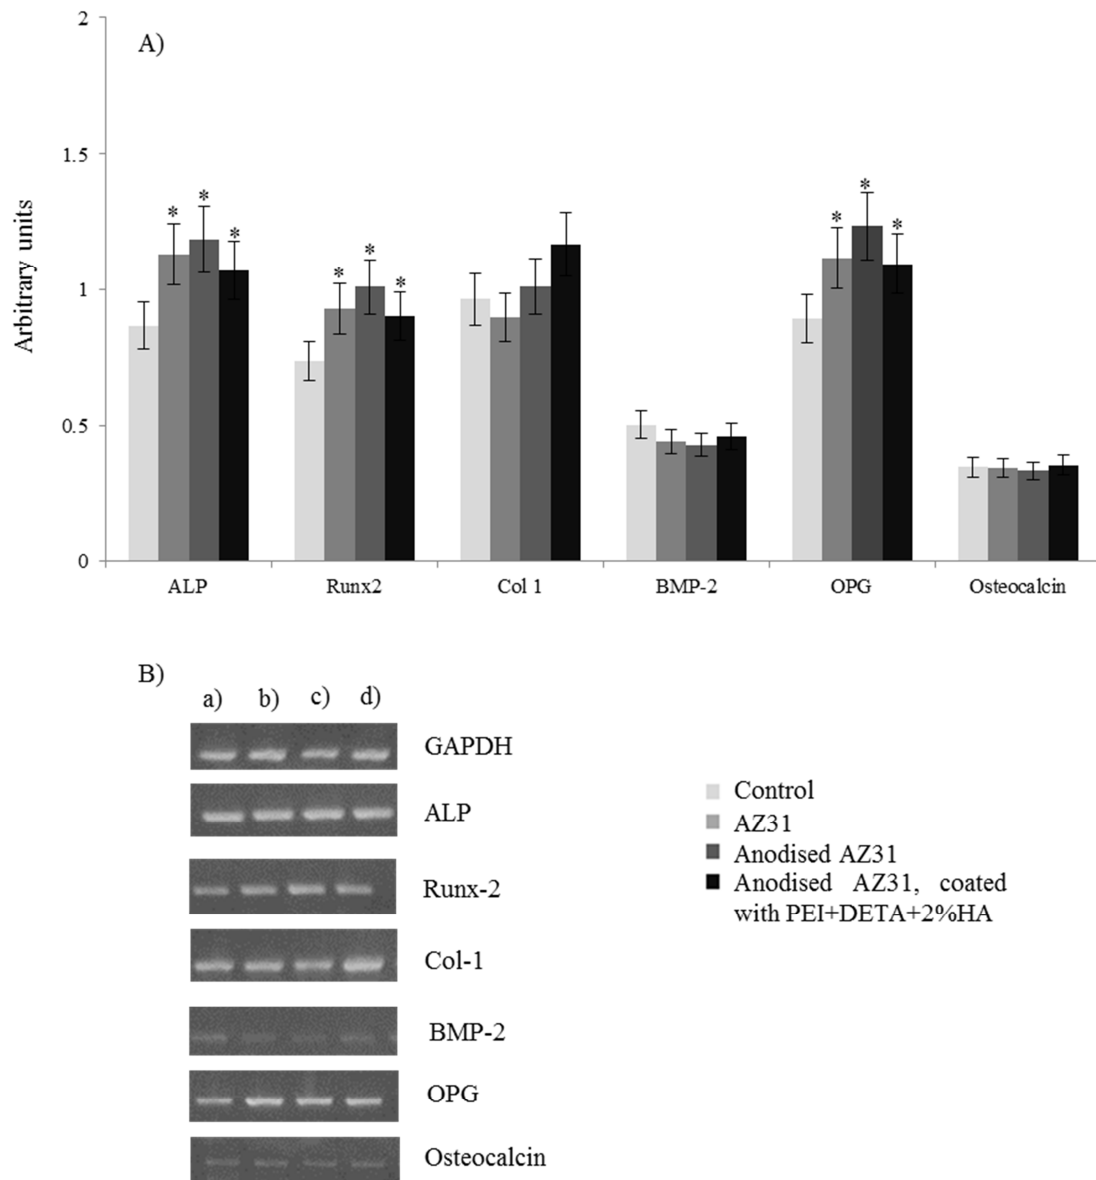 2
A)
1.5
Arbitrary units
* * *
* * *
* * *
1
0.5
0
ALP Runx2 Col 1 BMP-2 OPG Osteocalcin
B)
a) b) c) d)
GAPDH
ALP
Runx-2
Col-1
BMP-2
OPG
Osteocalcin
Control
AZ31
Anodised AZ31
Anodised AZ31, coated
with PEI+DETA+2%HA